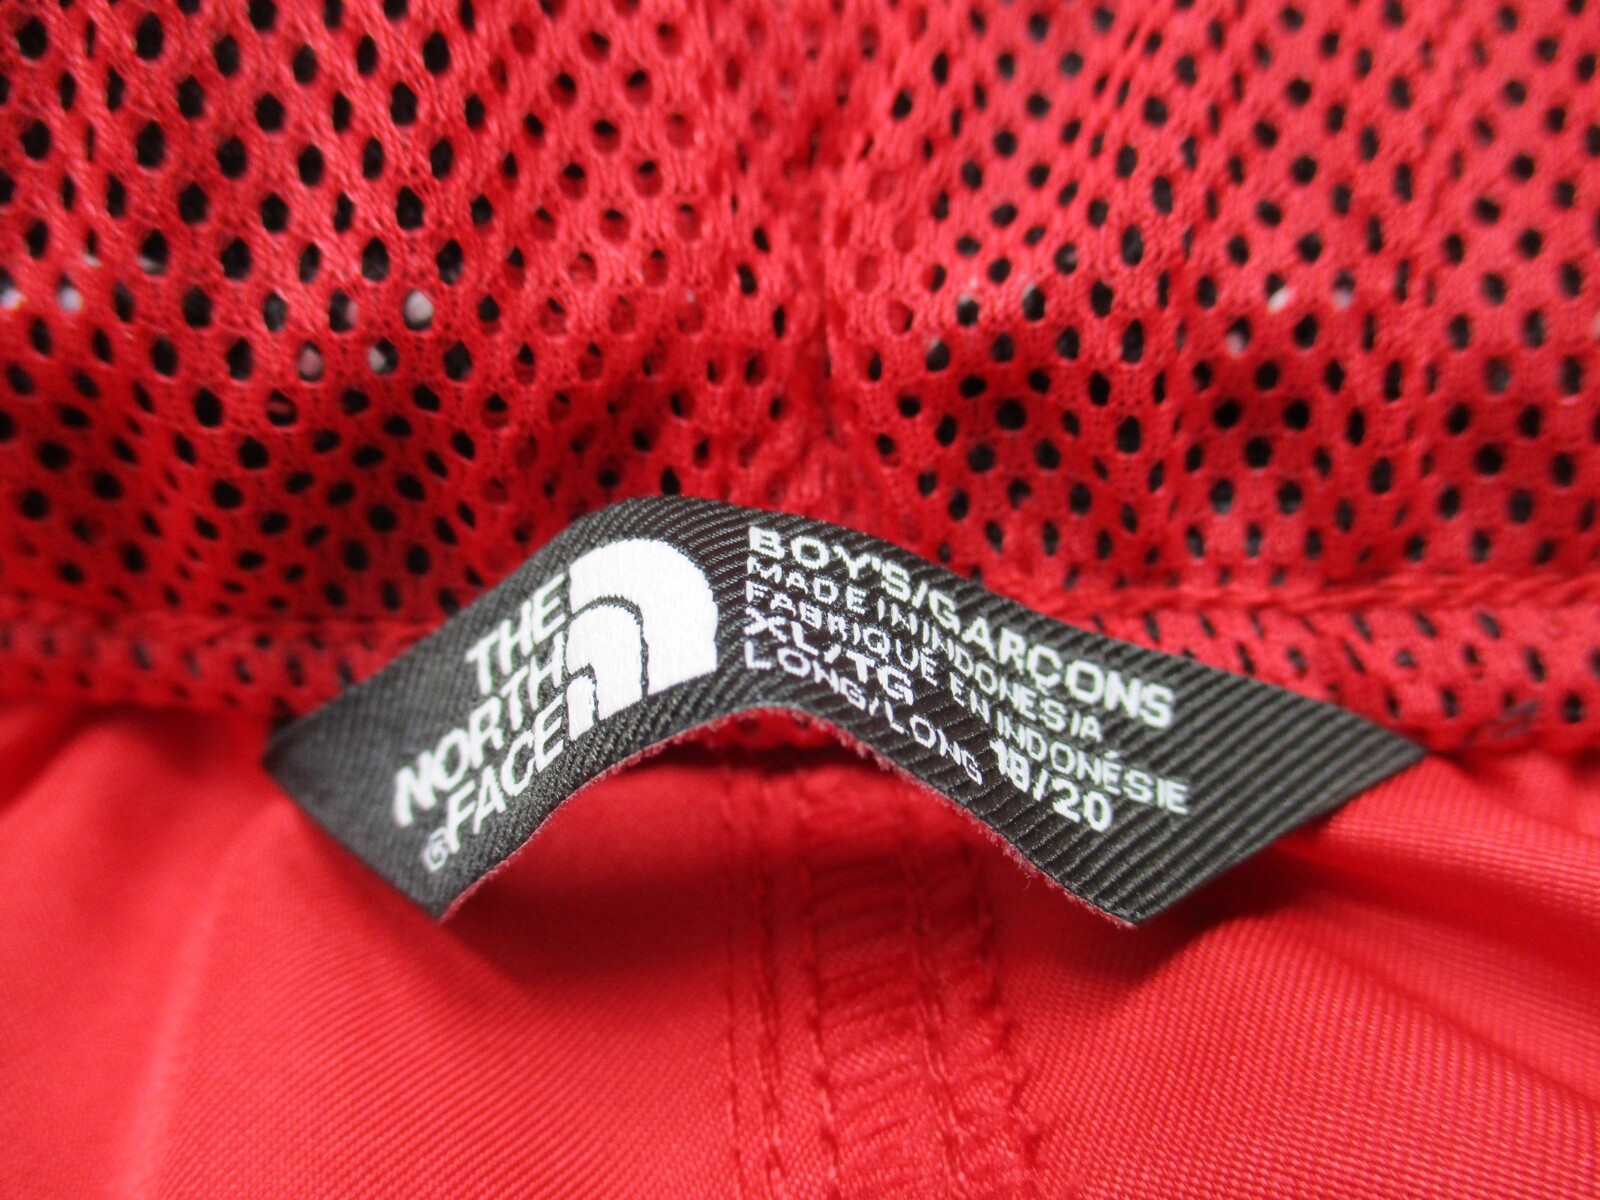 THE
NORTH
FACE
®
BOY'S/GARÇONS
MADE IN INDONESIA
FABRIQUÉ EN INDONÉSIE
XL/TG 18/20
LONG/LONG